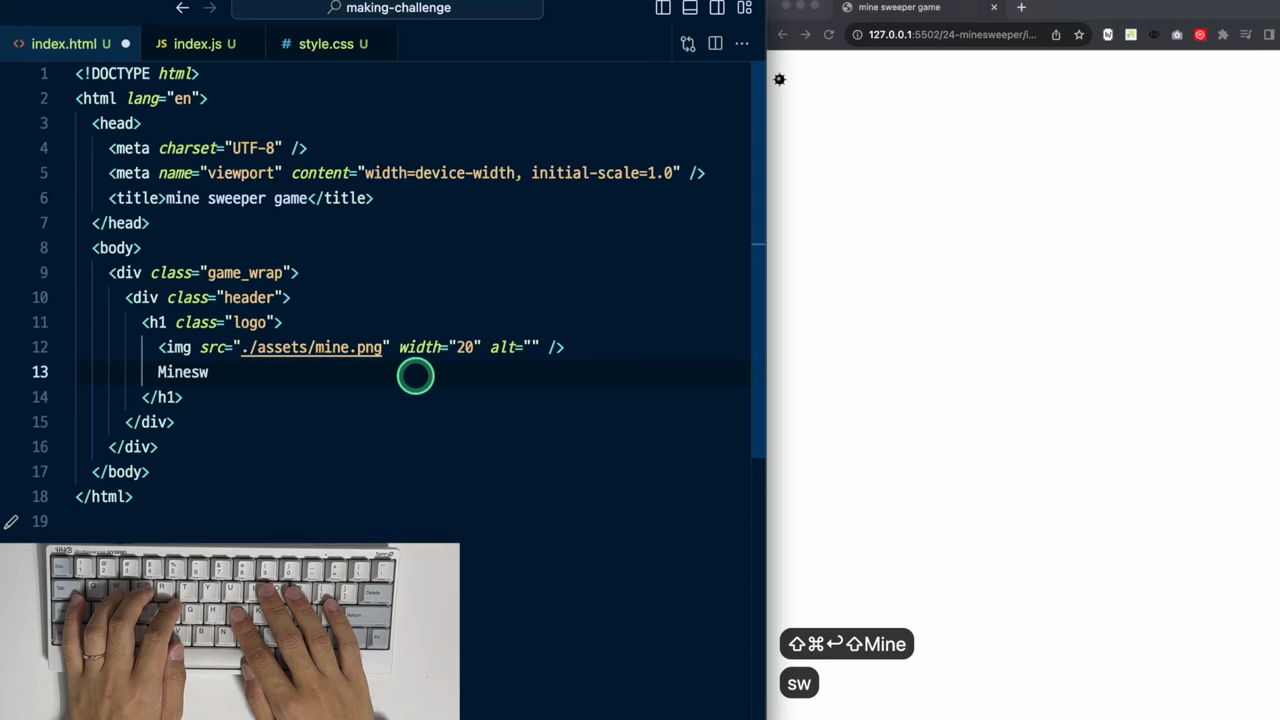 making-challenge
mine sweeper game
<> index.html U
JS index.js U
# style.css U
127.0.0.1:5502/24-minesweeper/i...
1 <!DOCTYPE html>
2 <html lang="en">
3 <head>
4 <meta charset="UTF-8" />
5 <meta name="viewport" content="width=device-width, initial-scale=1.0" />
6 <title>mine sweeper game</title>
7 </head>
8 <body>
9 <div class="game_wrap">
10 <div class="header">
11 <h1 class="logo">
12 <img src="./assets/mine.png" width="20" alt="" />
13 Minesw
14 </h1>
15 </div>
16 </div>
17 </body>
18 </html>
19
⇧⌘↩⇧Mine
sw